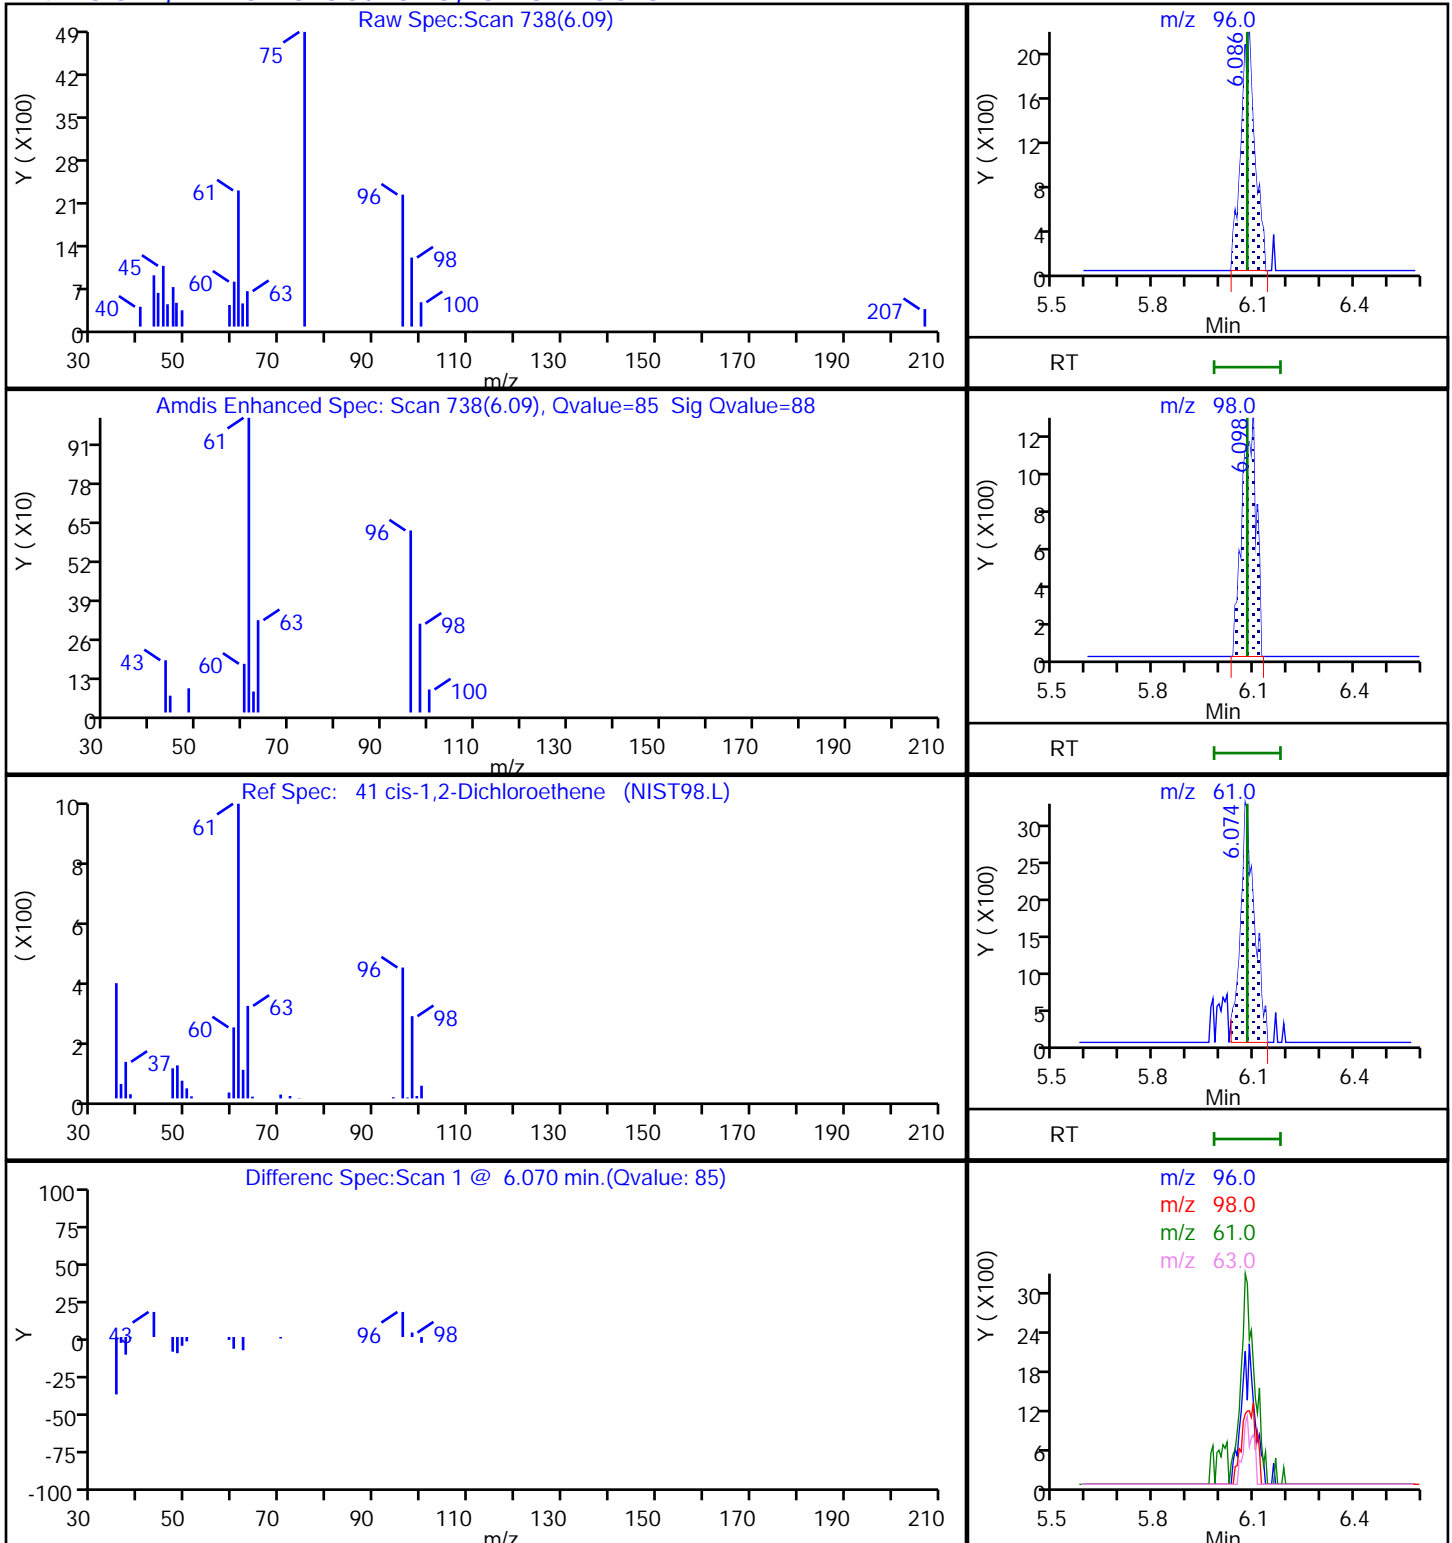 Raw Spec:Scan 738(6.09)
Y ( X100)
49
42
35
28
21
14
7
0
75
61
96
98
45
60
63
40
100
207
30 50 70 90 110 130 150 170 190 210
m/z
m/z 96.0
Y ( X100)
20
16
12
8
4
0
6.086
5.5 5.8 6.1 6.4
Min
RT
Amdis Enhanced Spec: Scan 738(6.09), Qvalue=85 Sig Qvalue=88
Y ( X10)
91
78
65
52
39
26
13
0
61
96
63
98
43
60
100
30 50 70 90 110 130 150 170 190 210
m/z
m/z 98.0
Y ( X100)
12
10
8
6
4
2
0
6.098
5.5 5.8 6.1 6.4
Min
RT
Ref Spec: 41 cis-1,2-Dichloroethene (NIST98.L)
( X100)
10
8
6
4
2
0
61
96
63
98
60
37
30 50 70 90 110 130 150 170 190 210
m/z 61.0
Y ( X100)
30
25
20
15
10
5
0
6.074
5.5 5.8 6.1 6.4
Min
RT
Differenc Spec:Scan 1 @ 6.070 min.(Qvalue: 85)
Y
100
75
50
25
0
-25
-50
-75
-100
43
96
98
30 50 70 90 110 130 150 170 190 210
m/z
m/z 96.0
m/z 98.0
m/z 61.0
m/z 63.0
Y ( X100)
30
24
18
12
6
0
5.5 5.8 6.1 6.4
Min